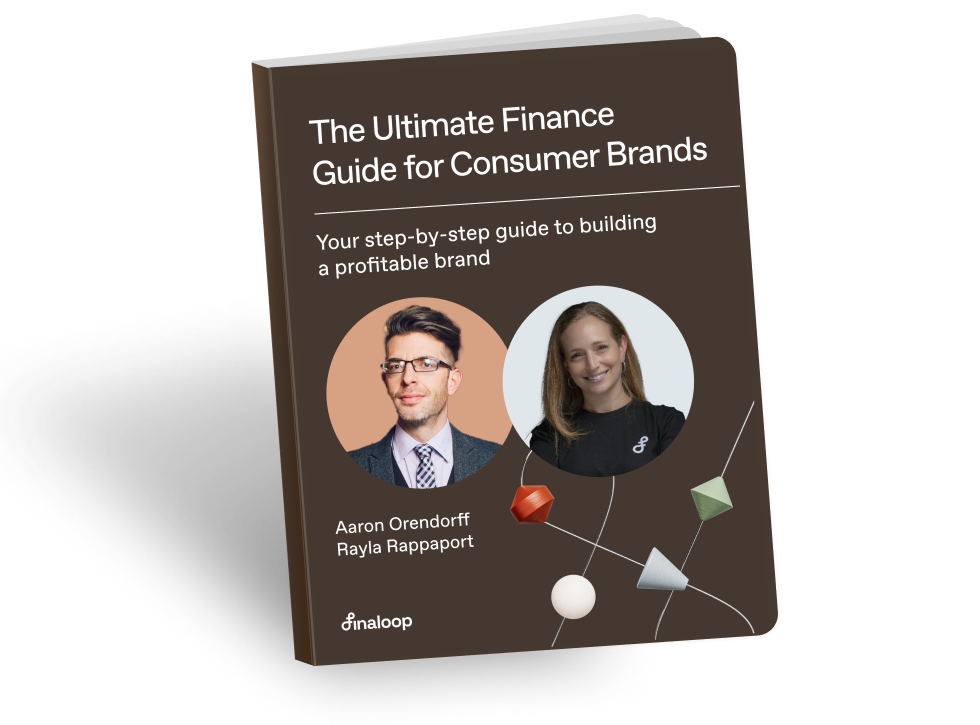 The Ultimate Finance
Guide for Consumer Brands
Your step-by-step guide to building
a profitable brand
Aaron Orendorff
Rayla Rappaport
finaloop